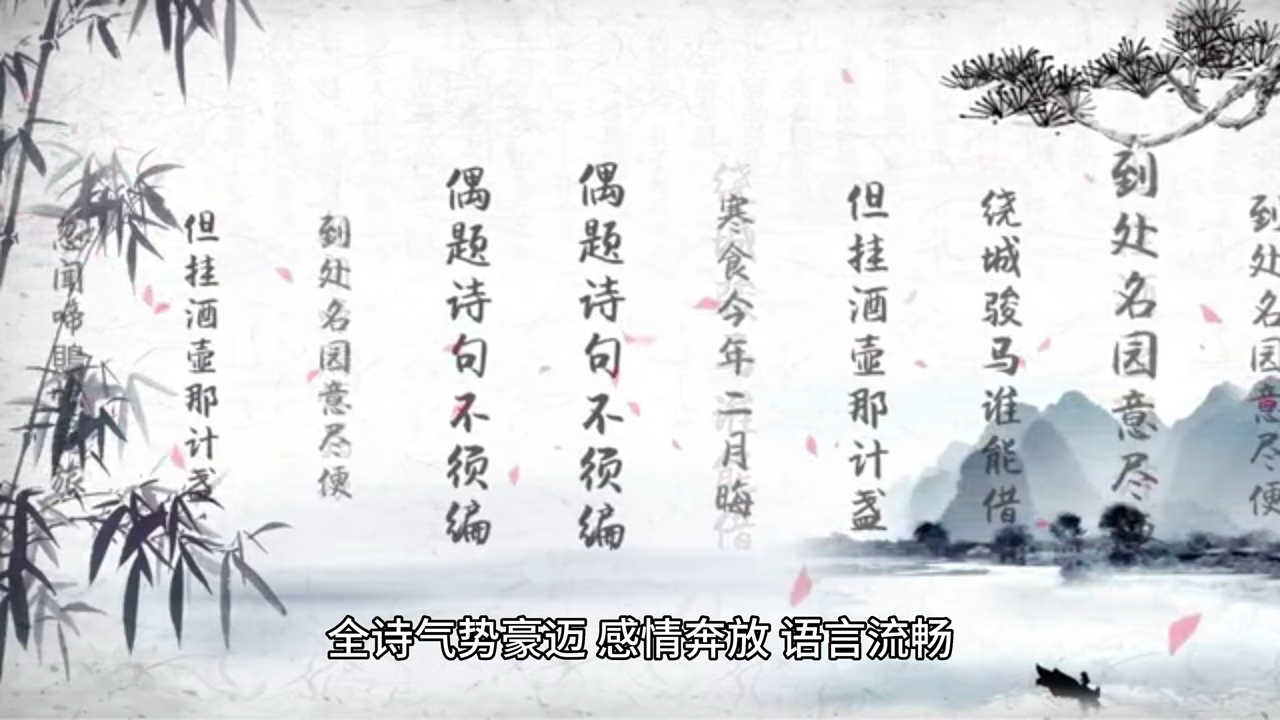 到处名园意尽便
到处名园意尽
绕城骏马谁能借
但挂酒壶那计盏
寒食今年二月晦
偶题诗句不须编
偶题诗句不须编
到处名园意尽便
但挂酒壶那计盏
忽闻啼鵙
全诗气势豪迈 感情奔放 语言流畅